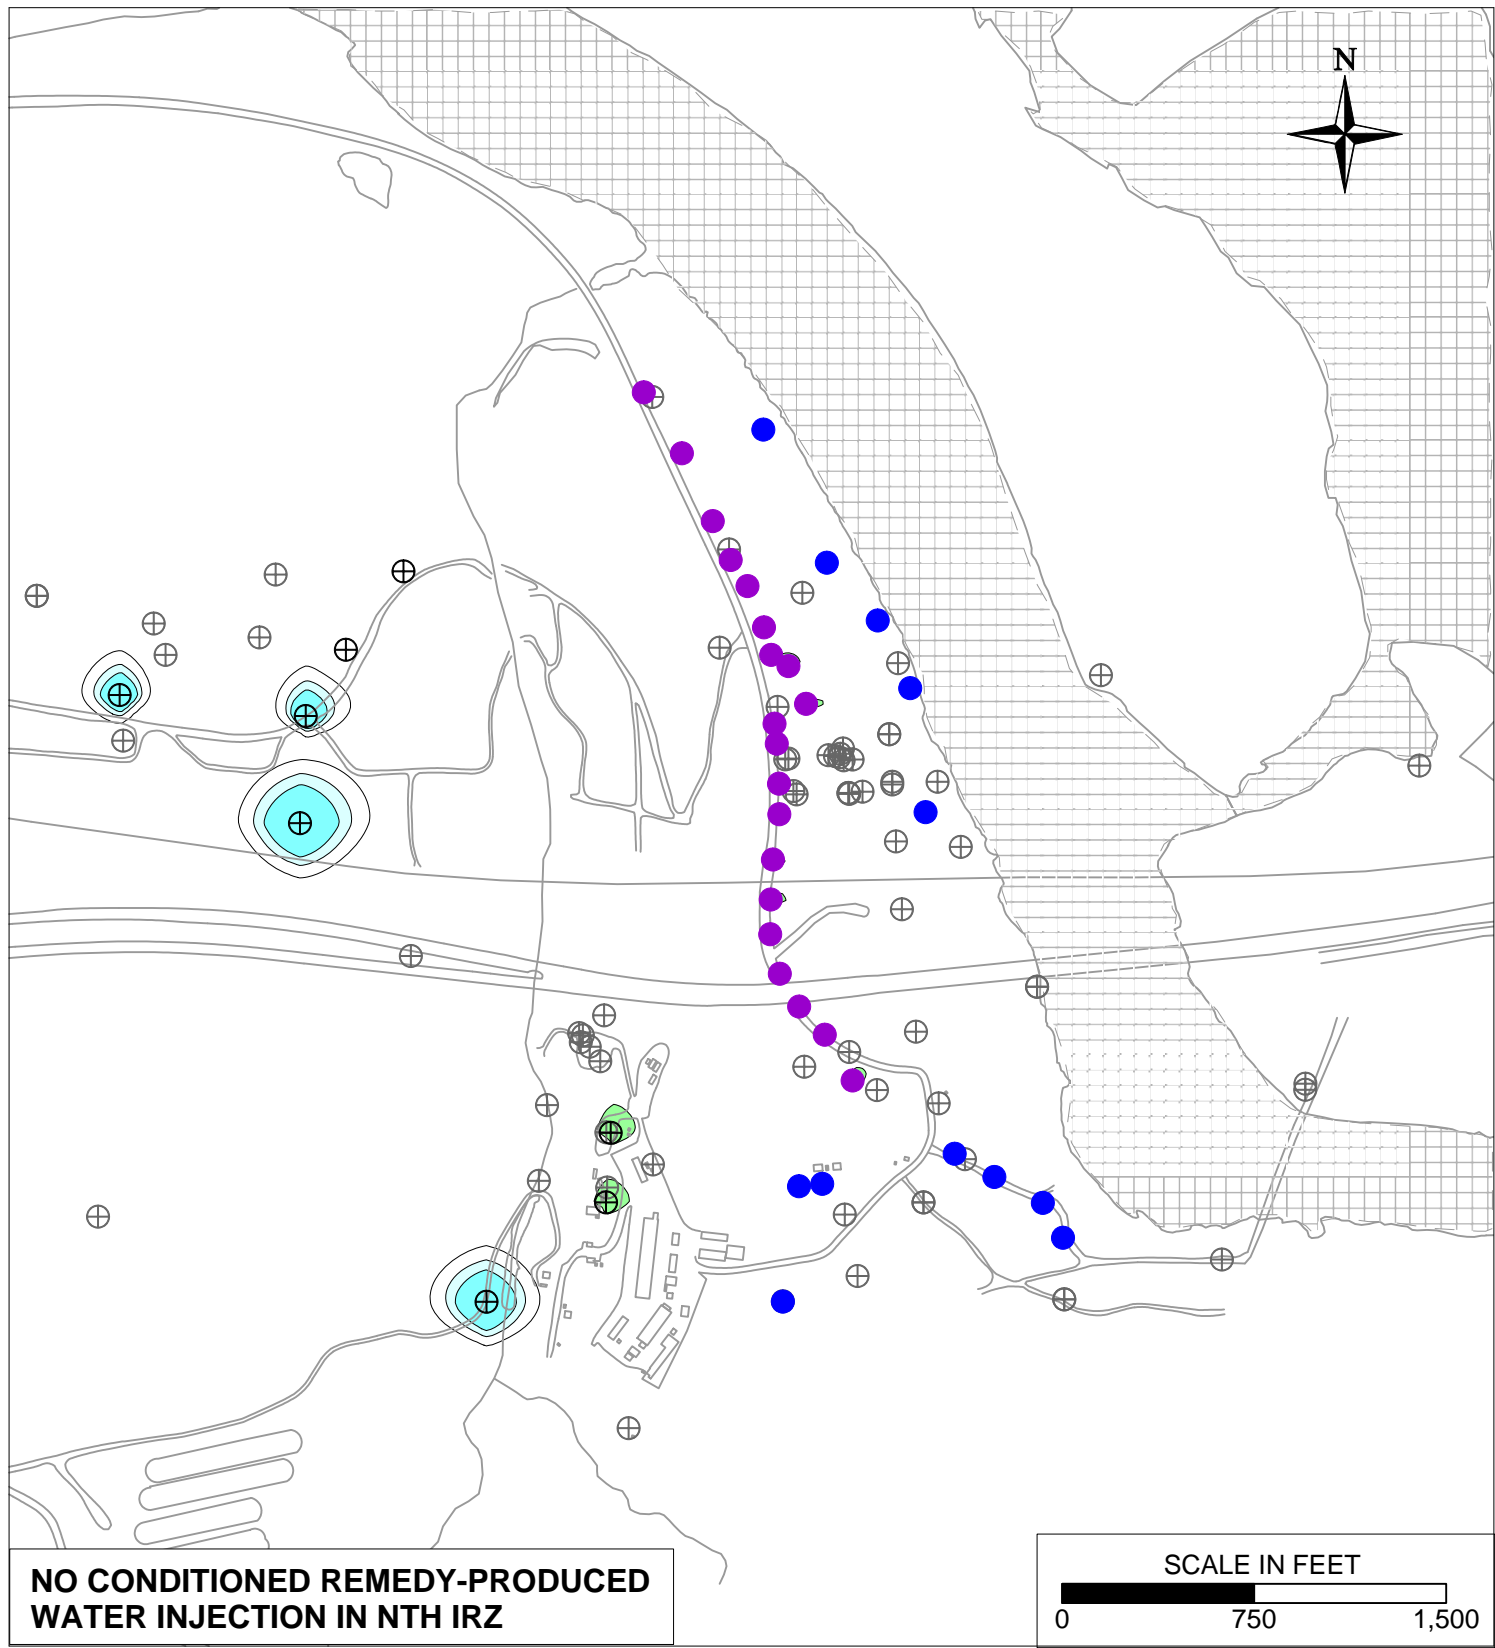 N
NO CONDITIONED REMEDY-PRODUCED
WATER INJECTION IN NTH IRZ
SCALE IN FEET
0 750 1,500